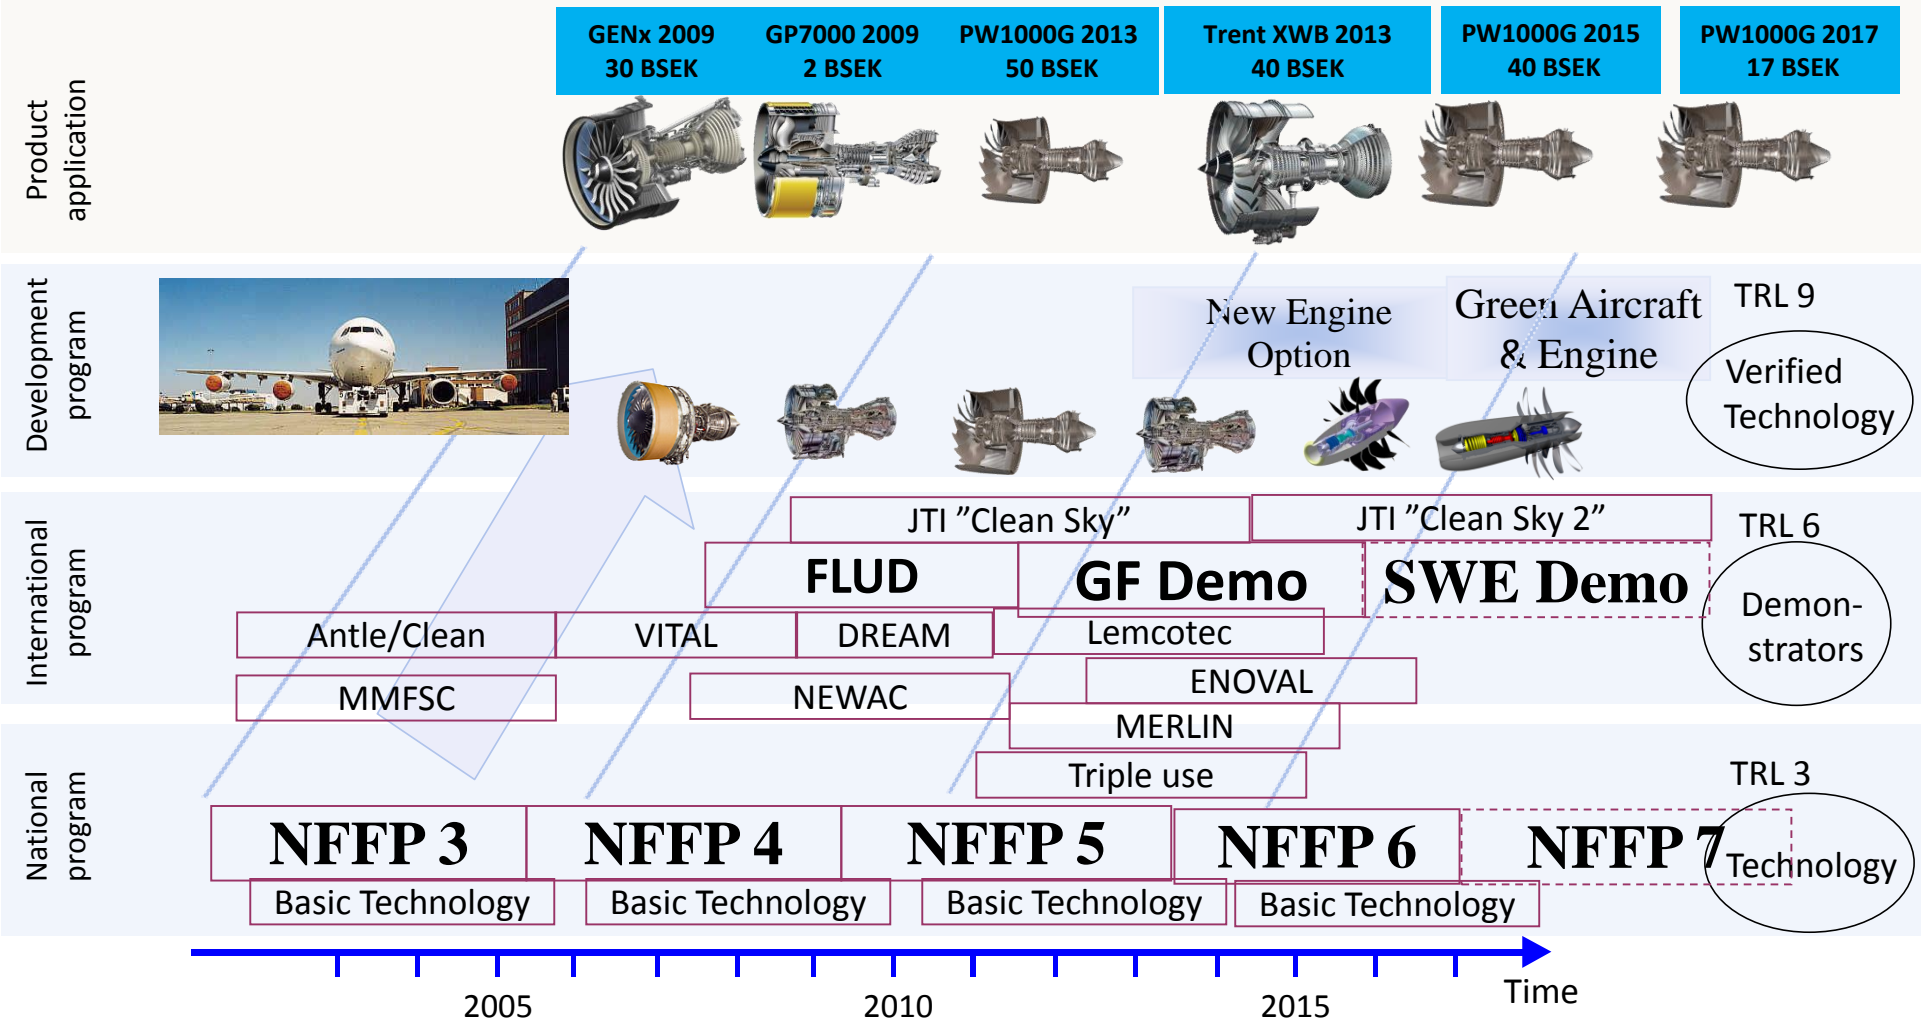 GENx 2009
30 BSEK
GP7000 2009
2 BSEK
PW1000G 2013
50 BSEK
Trent XWB 2013
40 BSEK
PW1000G 2015
40 BSEK
PW1000G 2017
17 BSEK
Product
application
Development
program
New Engine
Option
Green Aircraft
& Engine
TRL 9
Verified
Technology
International
program
JTI ”Clean Sky”
JTI ”Clean Sky 2”
TRL 6
FLUD
GF Demo
SWE Demo
Demon-
strators
Antle/Clean
VITAL
DREAM
Lemcotec
MMFSC
NEWAC
ENOVAL
MERLIN
Triple use
National
program
TRL 3
NFFP 3
NFFP 4
NFFP 5
NFFP 6
NFFP 7
Technology
Basic Technology
Basic Technology
Basic Technology
Basic Technology
2005
2010
2015
Time